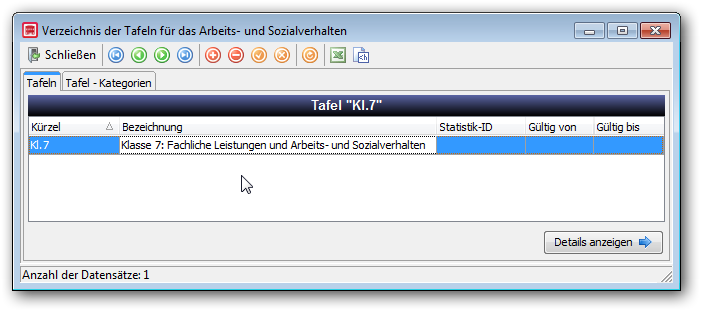 Verzeichnis der Tafeln für das Arbeits- und Sozialverhalten
Schließen
Tafeln Tafel - Kategorien
Tafel "Kl.7"
Kürzel Bezeichnung Statistik-ID Gültig von Gültig bis
Kl.7 Klasse 7: Fachliche Leistungen und Arbeits- und Sozialverhalten
Details anzeigen
Anzahl der Datensätze: 1